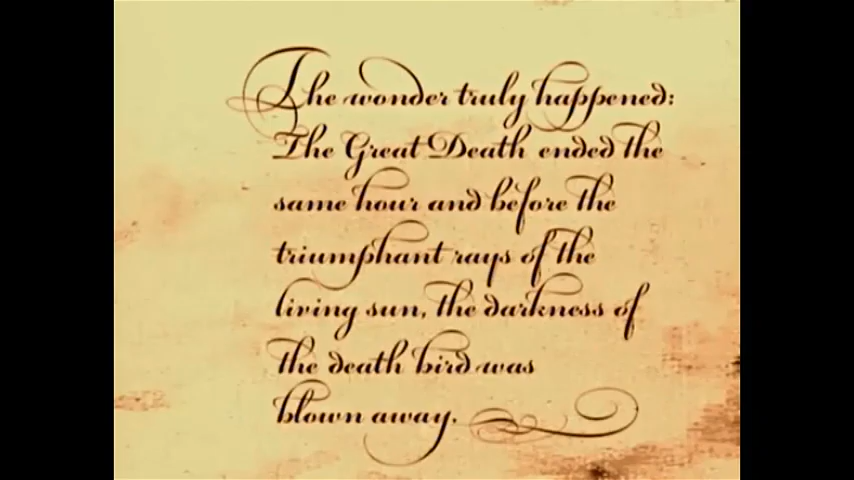 The wonder truly happened:
The Great Death ended the
same hour and before the
triumphant rays of the
living sun, the darkness of
the death bird was
blown away.